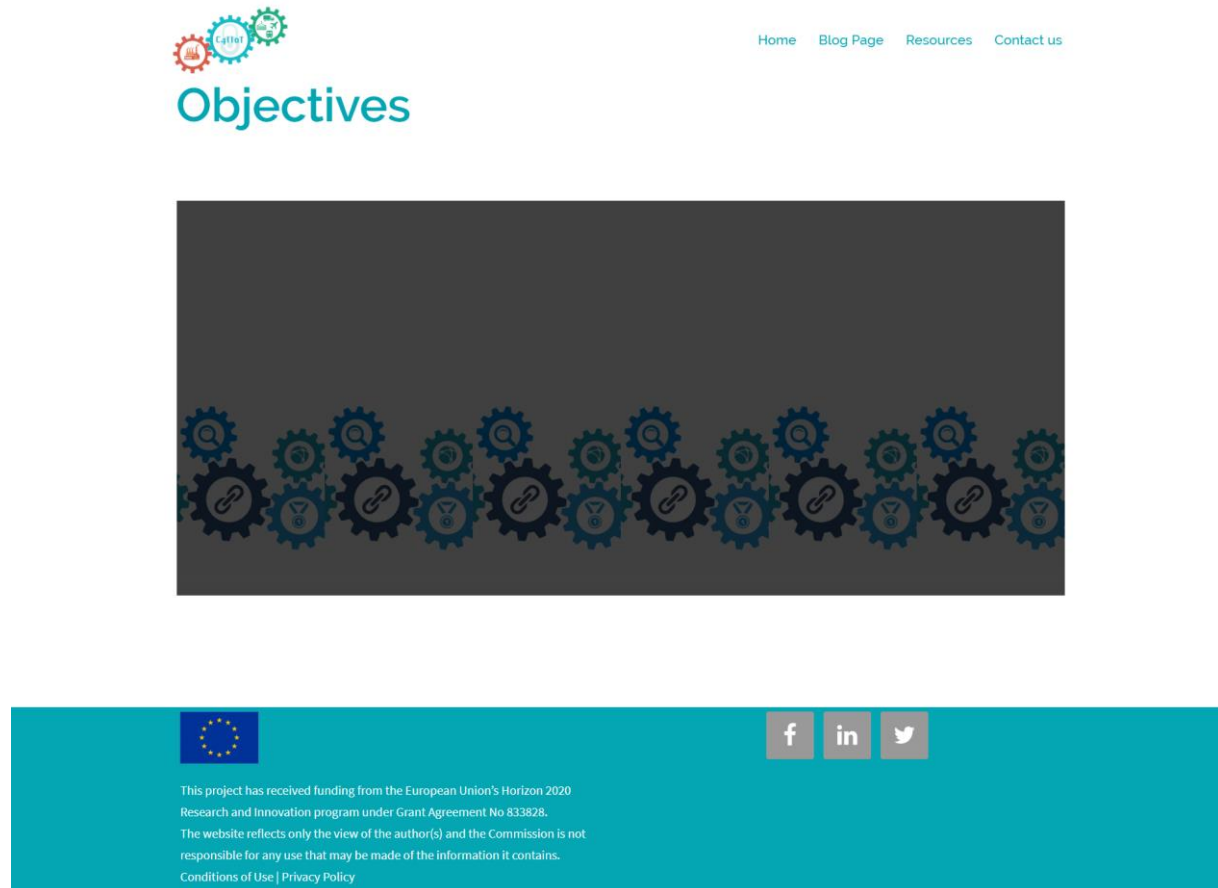 C4IIoT
Home Blog Page Resources Contact us
Objectives
This project has received funding from the European Union’s Horizon 2020
Research and Innovation program under Grant Agreement No 833828.
The website reflects only the view of the author(s) and the Commission is not
responsible for any use that may be made of the information it contains.
Conditions of Use | Privacy Policy